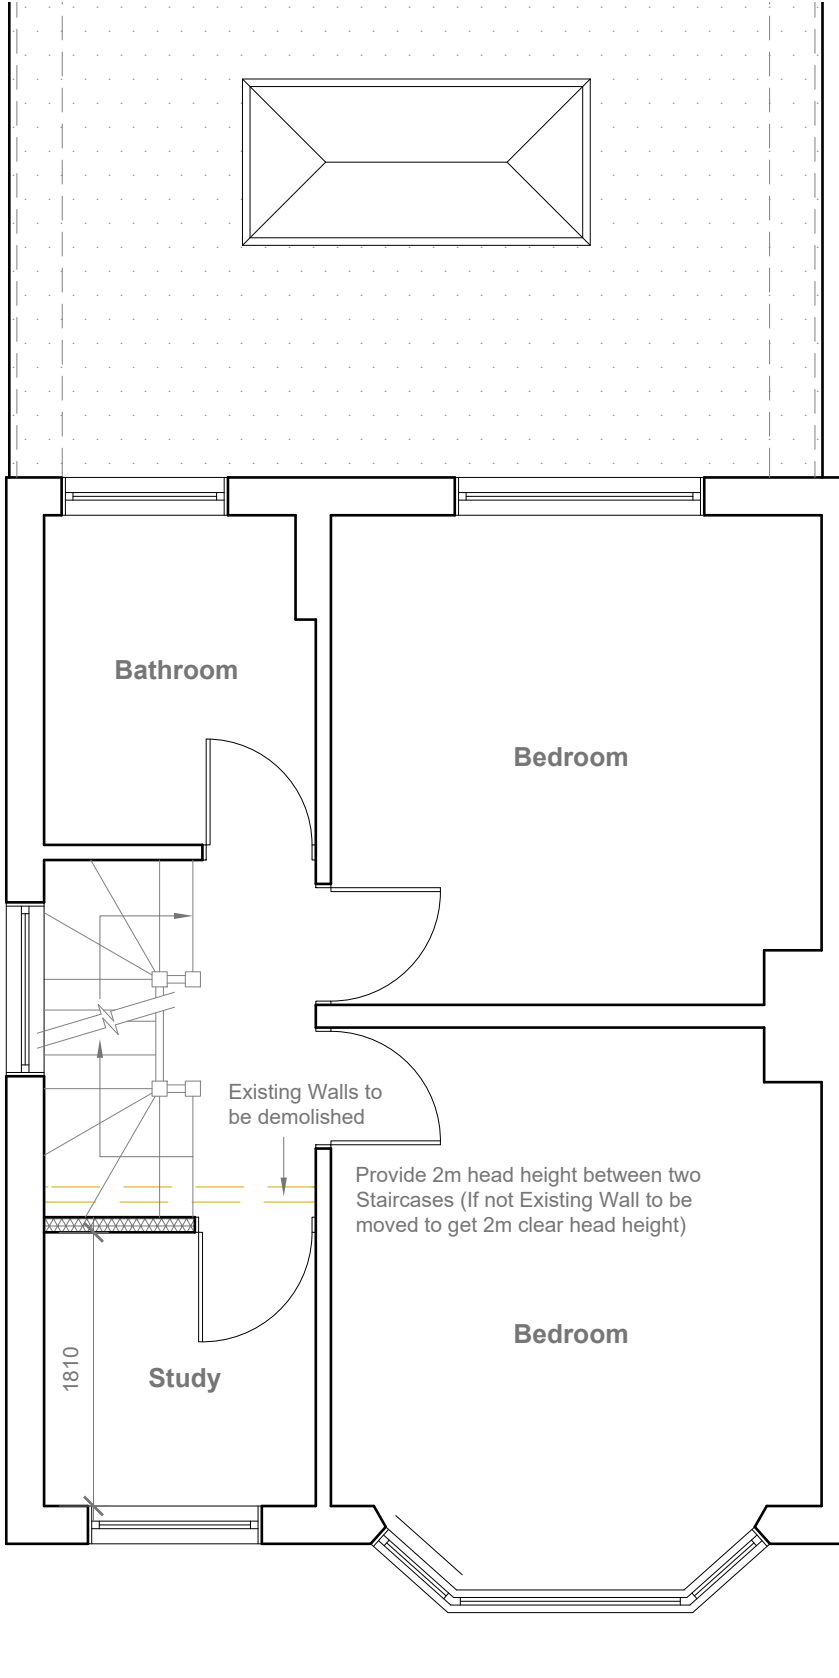 Bathroom
Bedroom
Existing Walls to
be demolished
Provide 2m head height between two
Staircases (If not Existing Wall to be
moved to get 2m clear head height)
Bedroom
1810
Study